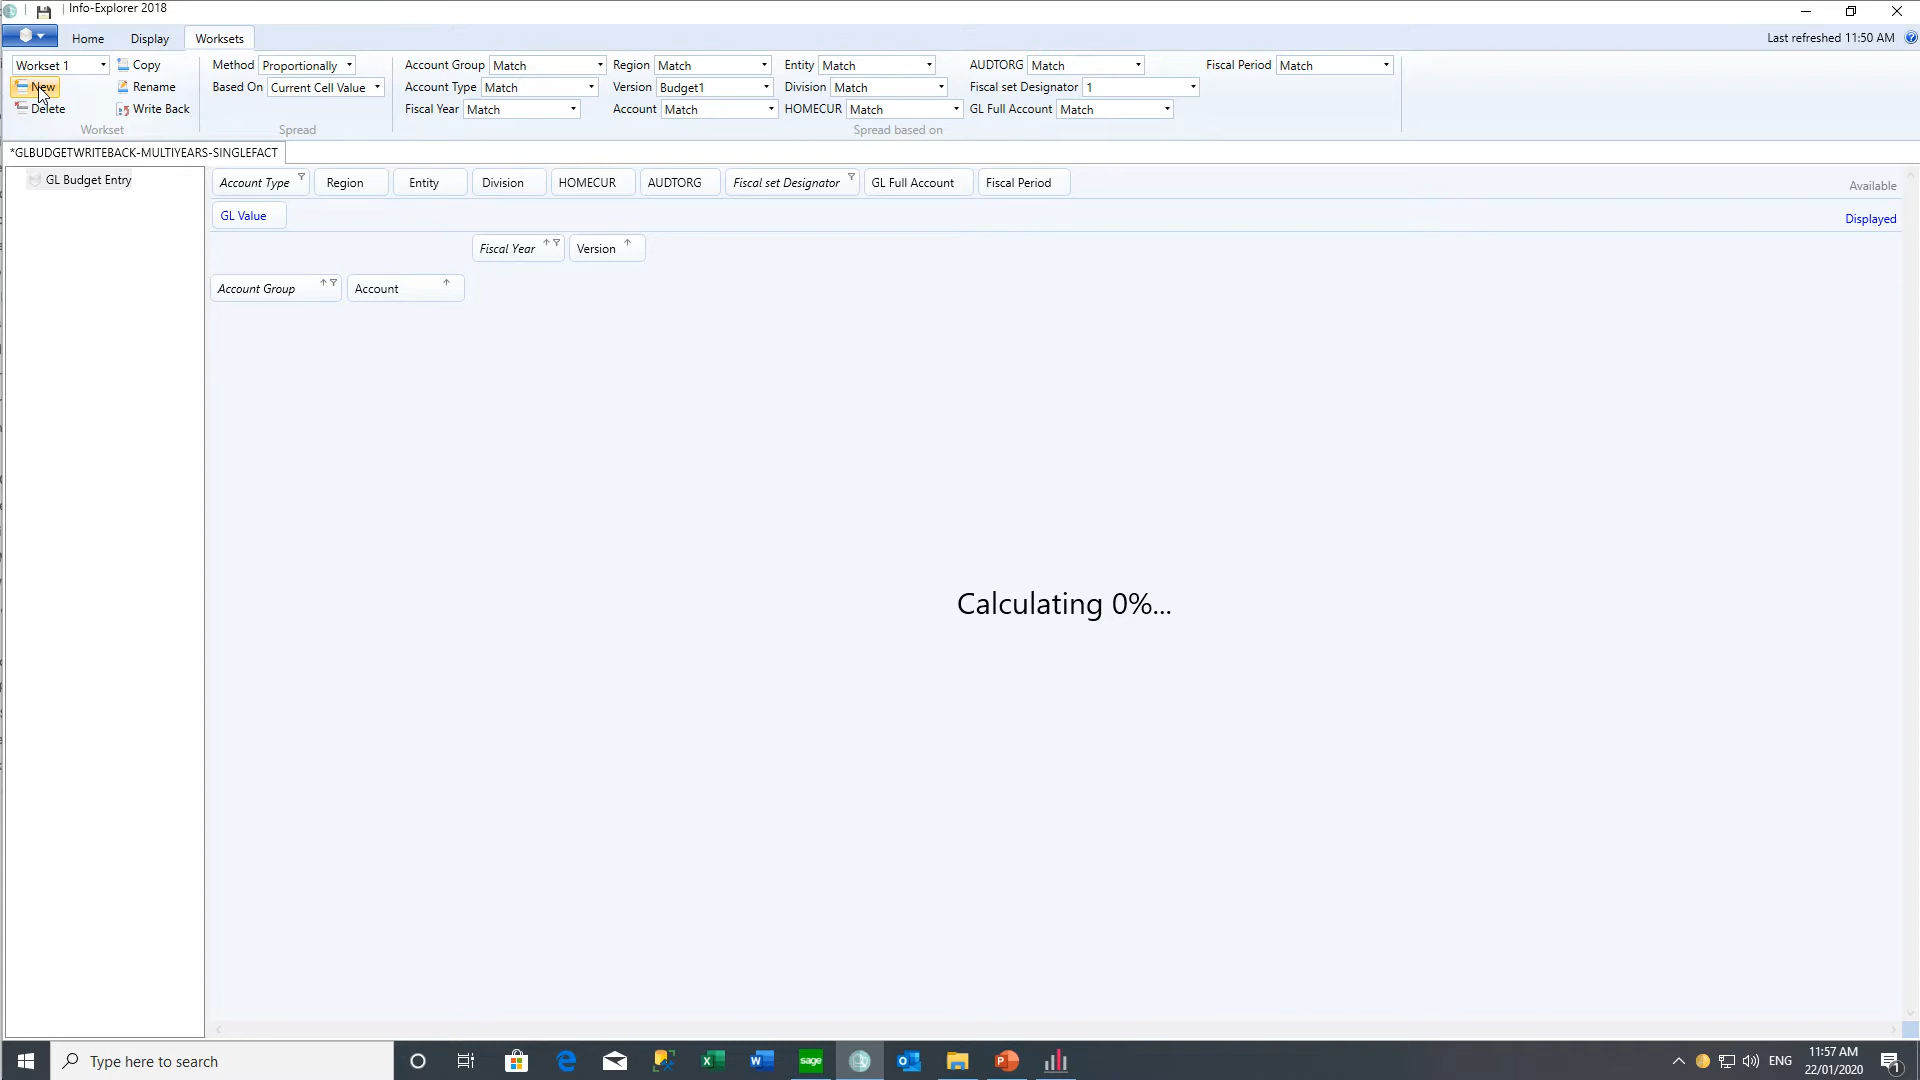 Info-Explorer 2018
Home Display Worksets Last refreshed 11:50 AM
Workset 1 Copy Method Proportionally Account Group Match Region Match Entity Match AUDTORG Match Fiscal Period Match
New Rename Based On Current Cell Value Account Type Match Version Budget1 Division Match Fiscal set Designator 1
Delete Write Back Fiscal Year Match Account Match HOMECUR Match GL Full Account Match
Workset Spread Spread based on
*GLBUDGETWRITEBACK-MULTIYEARS-SINGLEFACT
GL Budget Entry Account Type Region Entity Division HOMECUR AUDTORG Fiscal set Designator GL Full Account Fiscal Period Available
GL Value Displayed
Fiscal Year Version
Account Group Account
Calculating 0%...
Type here to search sage ENG 11:57 AM
22/01/2020 1